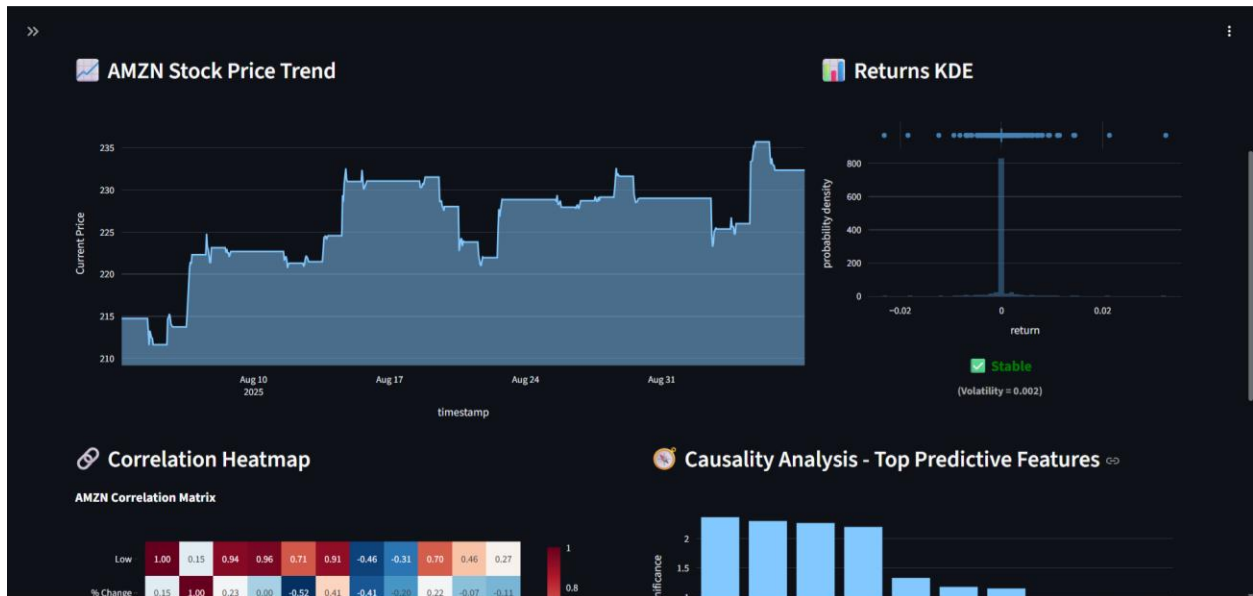 AMZN Stock Price Trend
235
230
225
220
215
210
Current Price
Aug 10
2025
Aug 17
Aug 24
Aug 31
timestamp
Returns KDE
800
600
400
200
0
probability density
−0.02
0
0.02
return
Stable
(Volatility = 0.002)
Correlation Heatmap
AMZN Correlation Matrix
Low
1.00 0.15 0.94 0.96 0.71 0.91 -0.46 -0.31 0.70 0.46 0.27
% Change
0.15 1.00 0.23 0.00 -0.52 0.41 -0.41 -0.20 0.22 -0.07 -0.11
1
0.8
Causality Analysis - Top Predictive Features
2
1.5